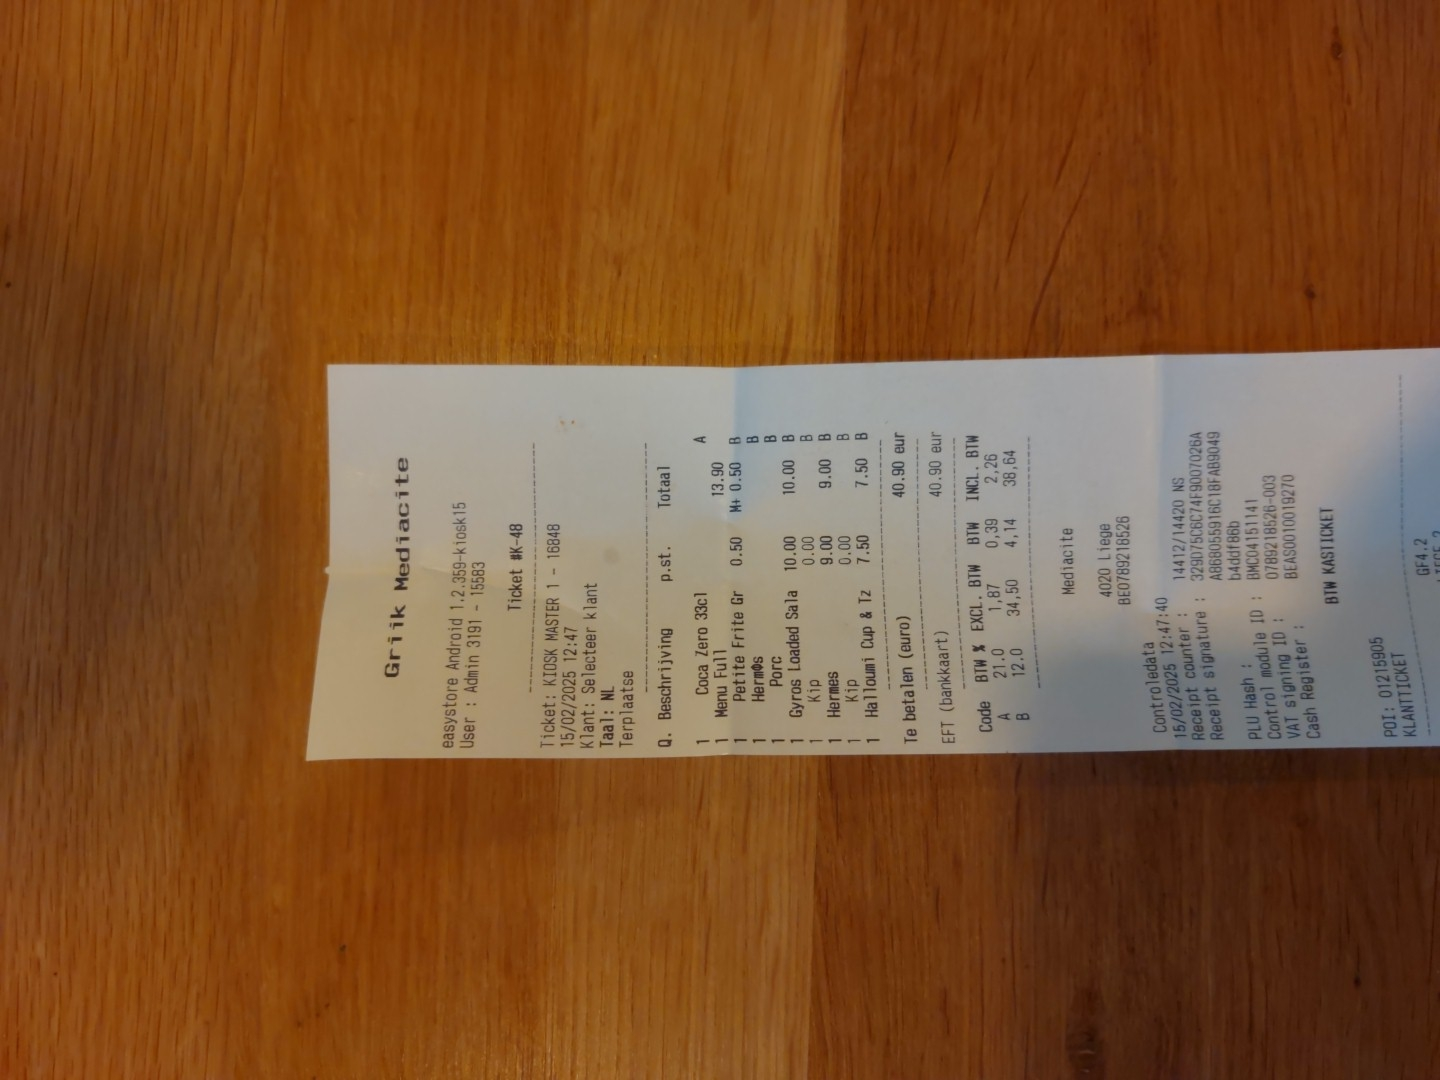 Griik Mediacite
easystore Android 1.2.359-kiosk15
User : Admin 3191 - 15583
Ticket #K-48
Ticket: KIOSK MASTER 1 - 16848
15/02/2025 12:47
Klant: Selecteer klant
Taal: NL
Terplaatse
Q. Beschrijving p.st. Totaal
1 Coca Zero 33cl A
1 Menu Full 13.90
1 Petite Frite Gr 0.50 M+ 0.50 B
1 HermΦs B
1 Porc B
1 Gyros Loaded Sala 10.00 10.00 B
1 Kip 0.00 B
1 Hermes 9.00 9.00 B
1 Kip 0.00 B
1 Halloumi Cup & Tz 7.50 7.50 B
Te betalen (euro) 40.90 eur
EFT (bankkaart) 40.90 eur
Code BTW % EXCL. BTW BTW INCL. BTW
A 21.0 1,87 0,39 2,26
B 12.0 34,50 4,14 38,64
Mediacite
4020 Liege
BE0789218526
Controledata
15/02/2025 12:47:40
Receipt counter : 14412/14420 NS
Receipt signature : 329D75C6C74F9007026A
A868055916C18FAB9049
PLU Hash : b4ddf86b
Control module ID : BMC04151141
VAT signing ID : 0789218526-003
Cash Register : BEAS0010019270
BTW KASTICKET
POI: 01215905
KLANTTICKET
GF4.2